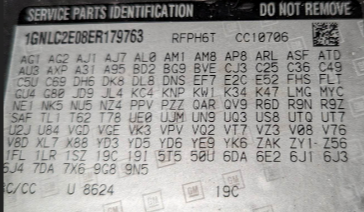 SERVICE PARTS IDENTIFICATION DO NOT REMOVE
1GNLC2E08ER179763 RFPH6T CC10706
AG1 AG2 AJ1 AJ7 AL0 AM1 AM8 AP8 ARL ASF ATD
AU3 AXP A31 A95 BD2 BG9 BVE CJ3 C25 C36 C49
C5U C69 DH6 DK8 DL8 DNS EF7 E2C E52 FHS FLT
GU4 G80 JD9 JL4 KC4 KNP KW1 K34 K47 LMG MYC
NE1 NK5 NU5 NZ4 PPV PZZ QAR QV9 R6D R9N R9Z
SAF TL1 T62 T78 UE0 UJM UN9 UQ3 US8 UTQ UT7
U2J U84 VGD VGE VK3 VPV VQ2 VT7 VZ3 V08 V76
V8D XL7 X88 YD3 YD5 YD6 YE9 YK6 ZAK ZY1 Z56
1FL 1LR 1SZ 19C 19I 5T5 50U 6DA 6E2 6J1 6J3
6J4 7DA 7X6 9G8 9N5
BC/CC U 8624 19C